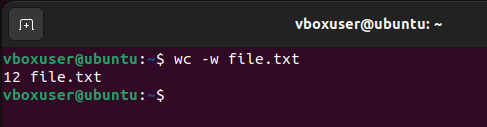 vboxuser@ubuntu: ~
vboxuser@ubuntu:~$ wc -w file.txt
12 file.txt
vboxuser@ubuntu:~$